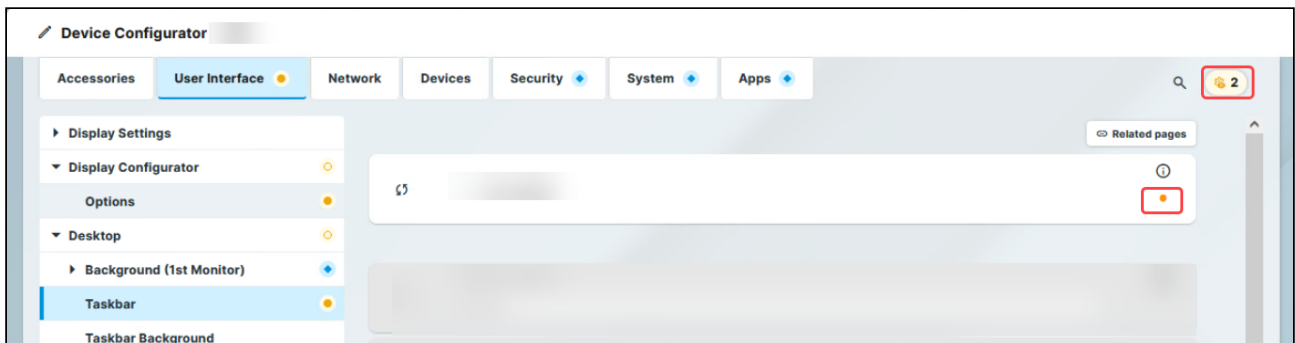 Device Configurator
Accessories User Interface Network Devices Security System Apps 2
Related pages
Display Settings
Display Configurator
Options
Desktop
Background (1st Monitor)
Taskbar
Taskbar Background